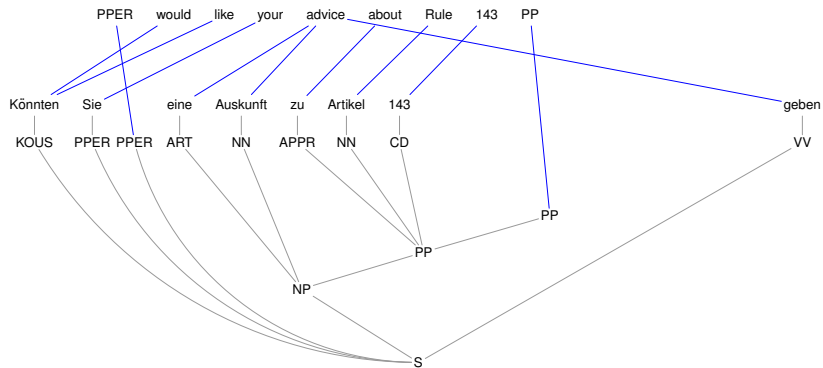 PPER would like your advice about Rule 143 PP
Könnten Sie eine Auskunft zu Artikel 143 geben
KOUS PPER PPER ART NN APPR NN CD VV
PP
PP
NP
S